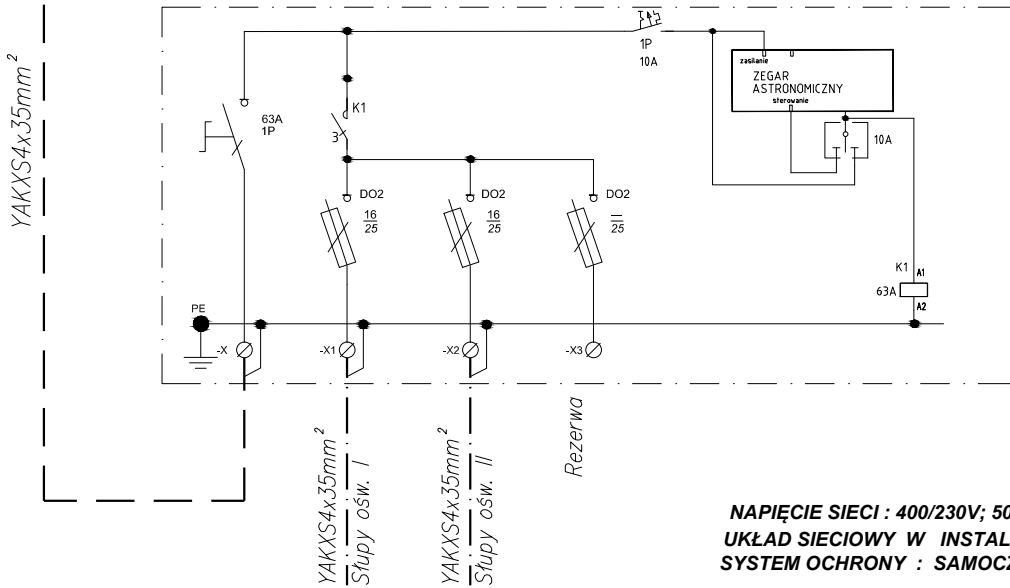 YAKXS4x35mm²
63A
1P
K1
1P
10A
zasilanie
ZEGAR
ASTRONOMICZNY
sterowanie
10A
DO2
16
25
DO2
16
25
DO2
—
25
K1
A1
63A
A2
PE
-X
-X1
-X2
-X3
YAKXS4x35mm²
Słupy ośw. I
YAKXS4x35mm²
Słupy ośw. II
Rezerwa
NAPIĘCIE SIECI : 400/230V; 50
UKŁAD SIECIOWY W INSTAL
SYSTEM OCHRONY : SAMOCZ